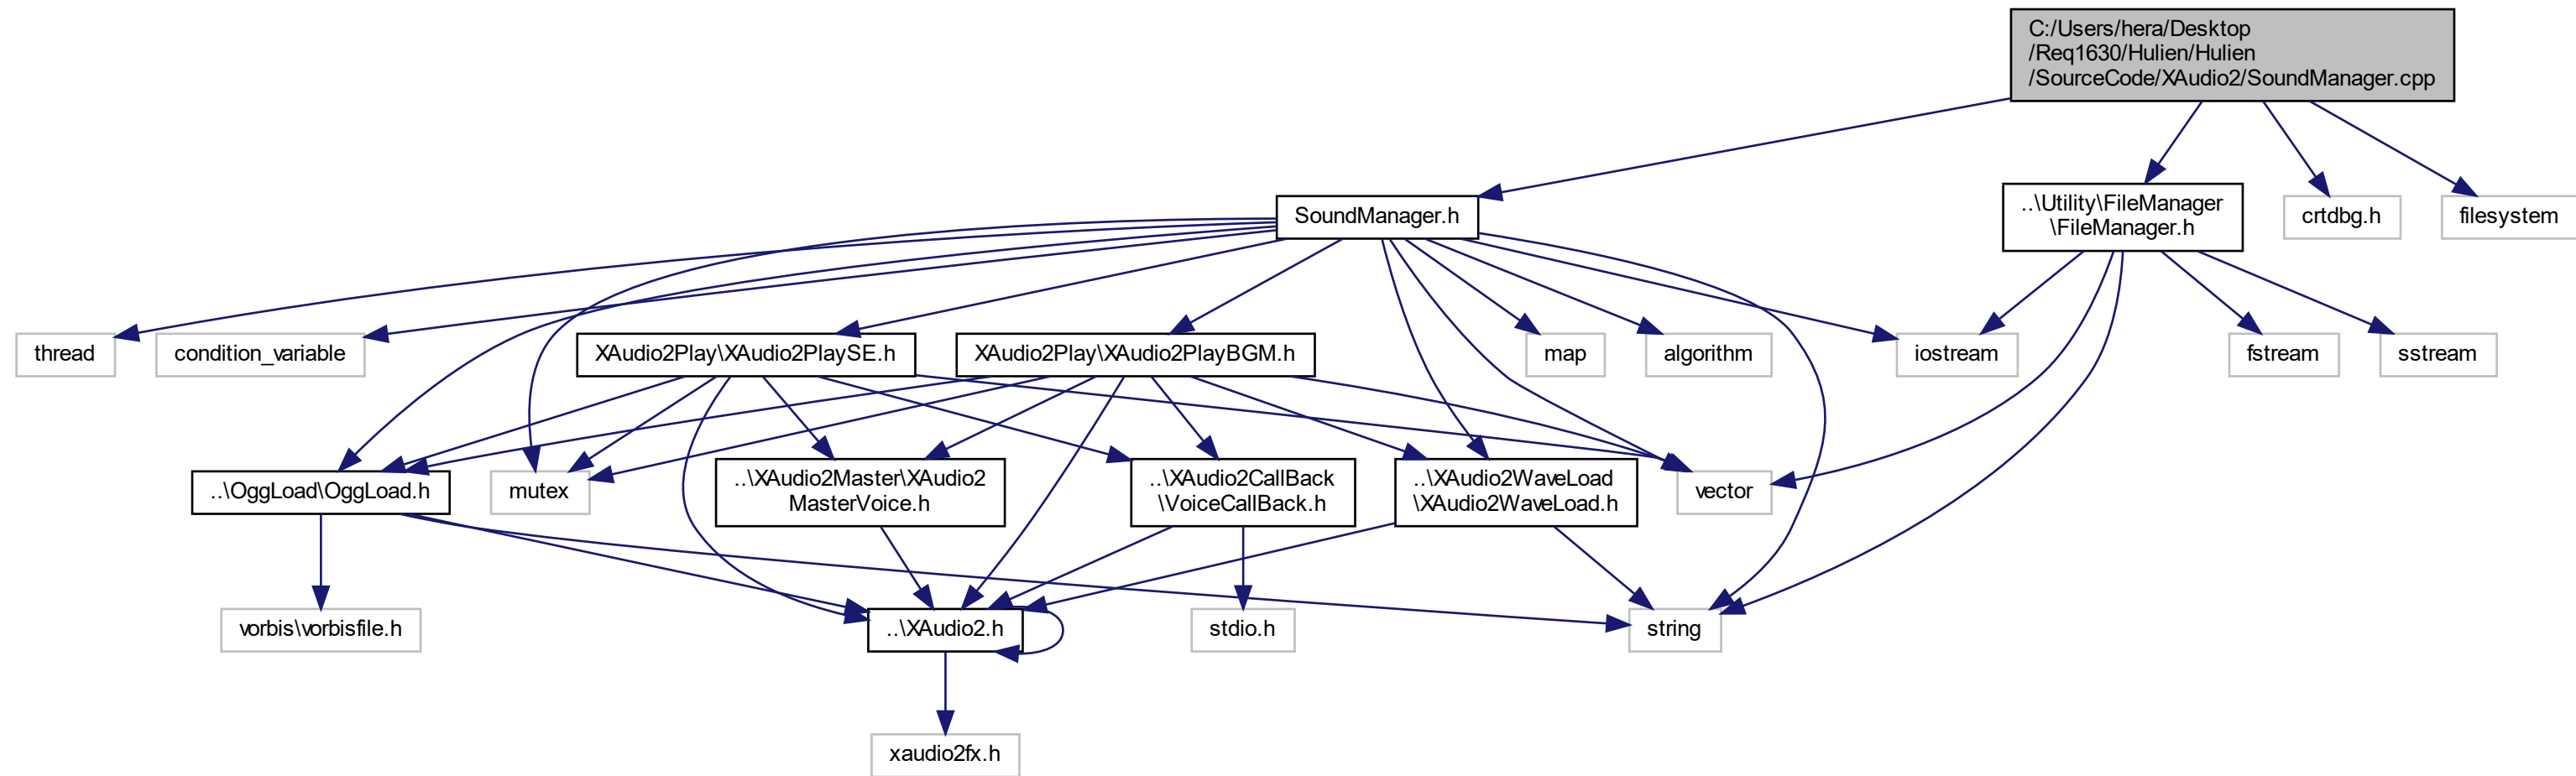 C:/Users/hera/Desktop
/Req1630/Hulien/Hulien
/SourceCode/XAudio2/SoundManager.cpp
SoundManager.h
..\Utility\FileManager
\FileManager.h
crtdbg.h
filesystem
thread
condition_variable
XAudio2Play\XAudio2PlaySE.h
XAudio2Play\XAudio2PlayBGM.h
map
algorithm
iostream
fstream
sstream
..\OggLoad\OggLoad.h
mutex
..\XAudio2Master\XAudio2
MasterVoice.h
..\XAudio2CallBack
\VoiceCallBack.h
..\XAudio2WaveLoad
\XAudio2WaveLoad.h
vector
vorbis\vorbisfile.h
..\XAudio2.h
stdio.h
string
xaudio2fx.h